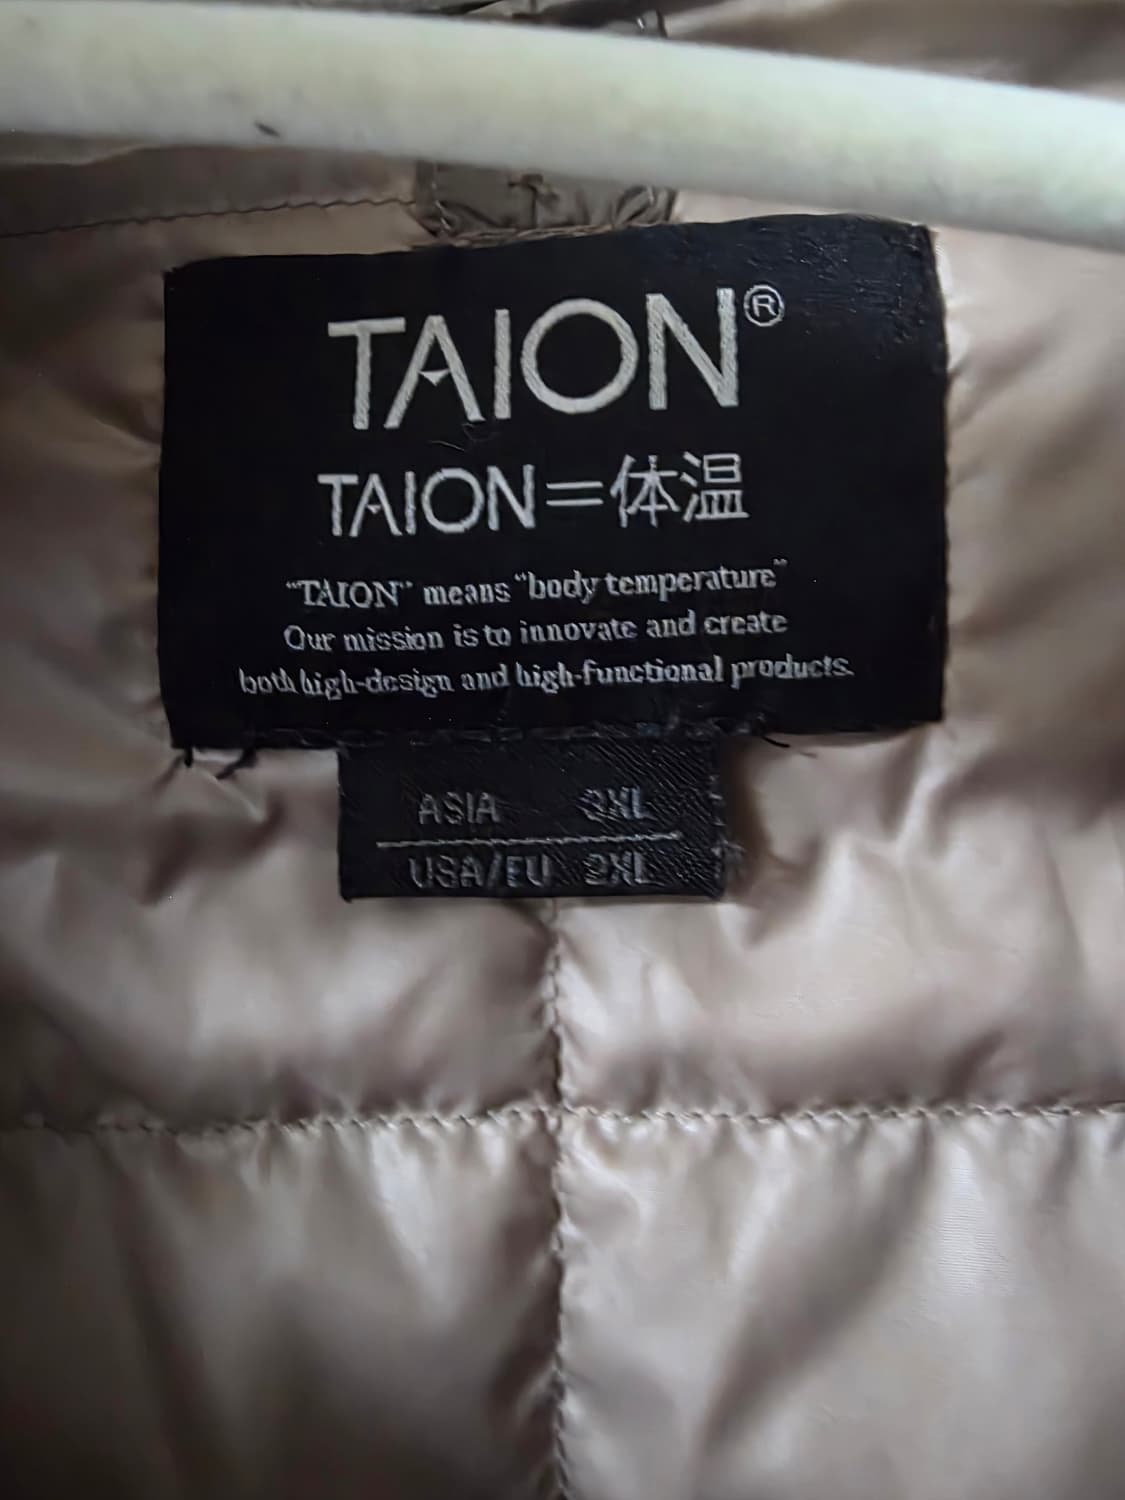 TAION®
TAION=体温
"TAION" means "body temperature"
Our mission is to innovate and create
both high-design and high-functional products.
ASIA 3XL
USA/EU 2XL